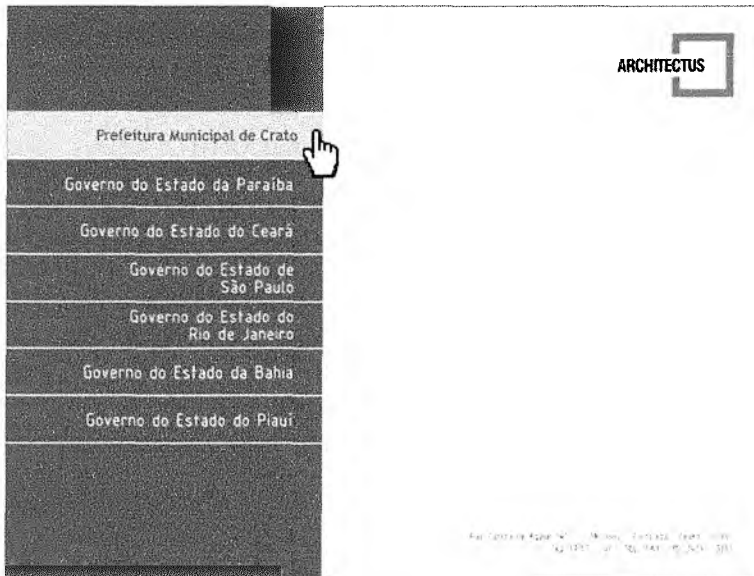 ARCHITECTUS
Prefeitura Municipal de Crato
Governo do Estado da Paraíba
Governo do Estado do Ceará
Governo do Estado de
São Paulo
Governo do Estado do
Rio de Janeiro
Governo do Estado da Bahia
Governo do Estado do Piauí